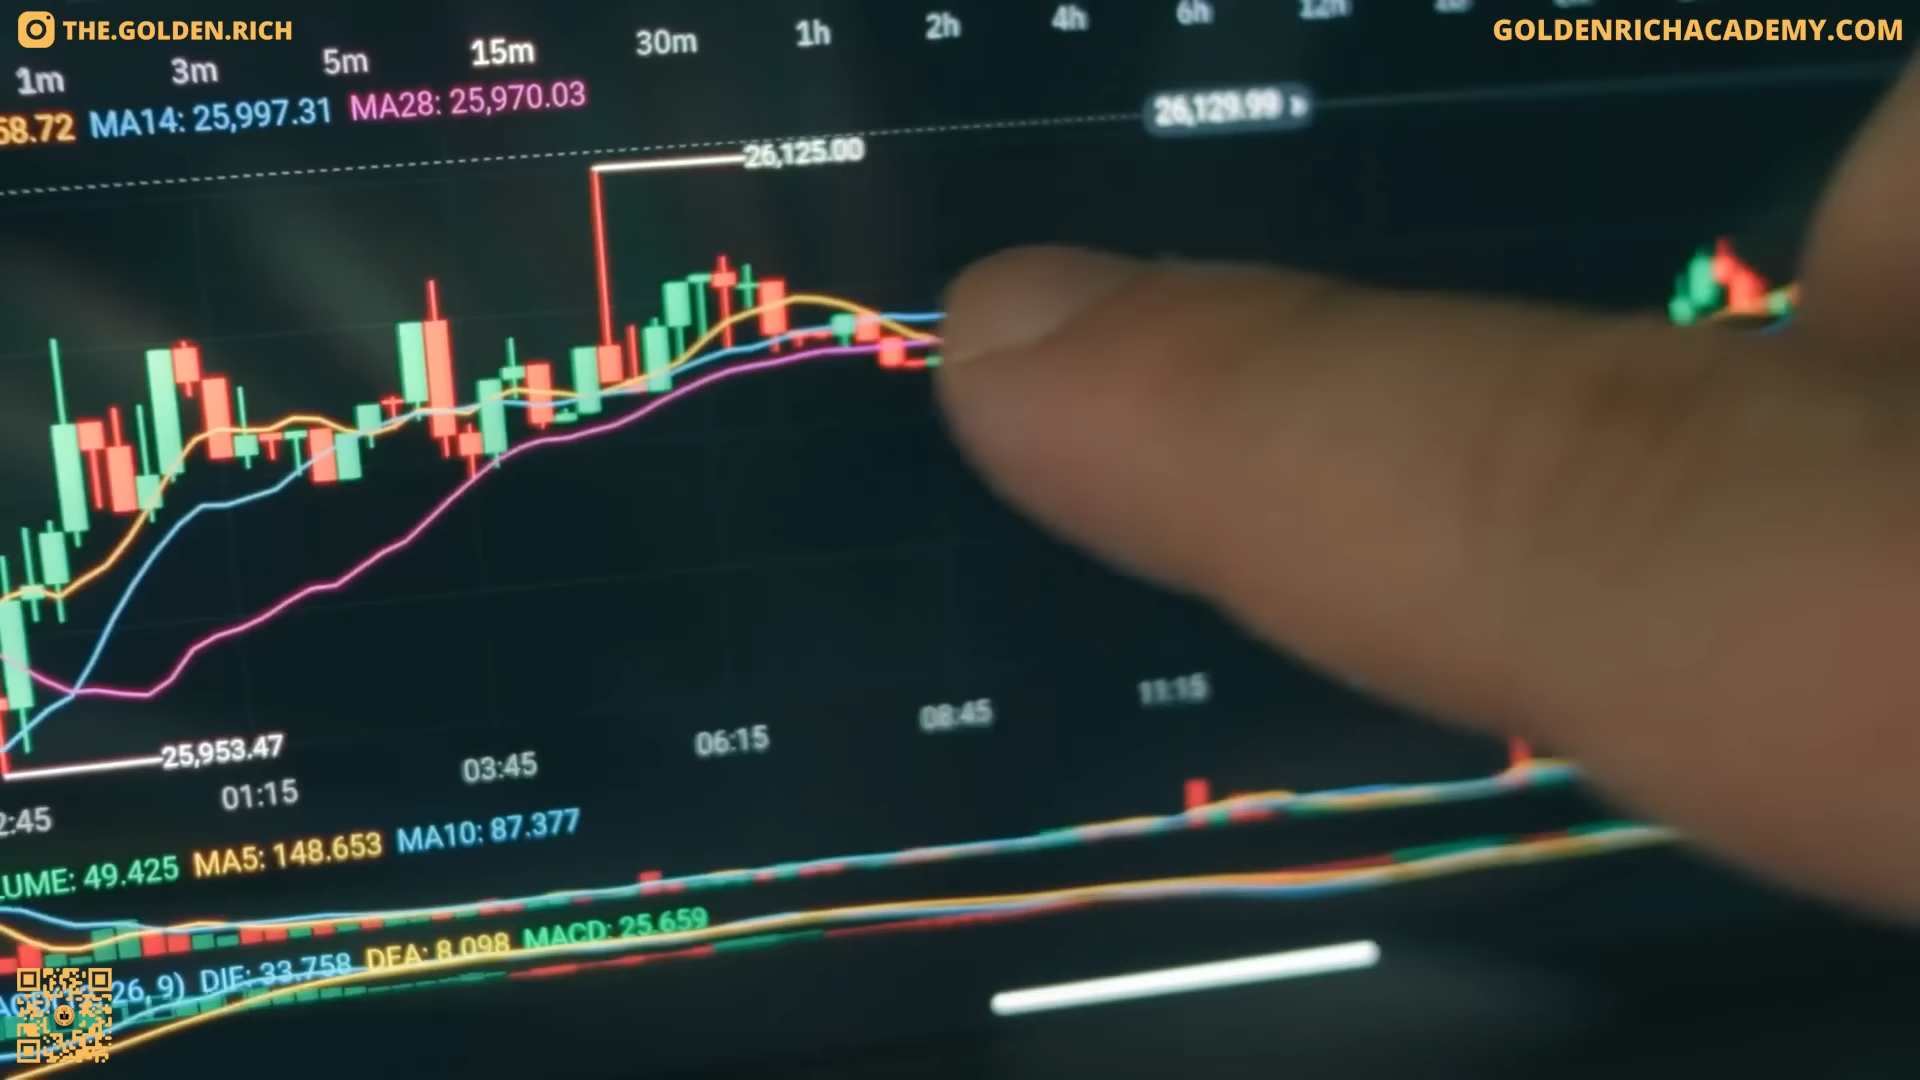 THE.GOLDEN.RICH
GOLDENRICHACADEMY.COM
1m 3m 5m 15m 30m 1h 2h 4h 6h 12h
58.72 MA14: 25,997.31 MA28: 25,970.03
26,129.99
26,125.00
25,953.47
2:45 01:15 03:45 06:15 08:45 11:15
LUME: 49.425 MA5: 148.653 MA10: 87.377
26, 9) DIF: 33.758 DEA: 8.098 MACD: 25.659